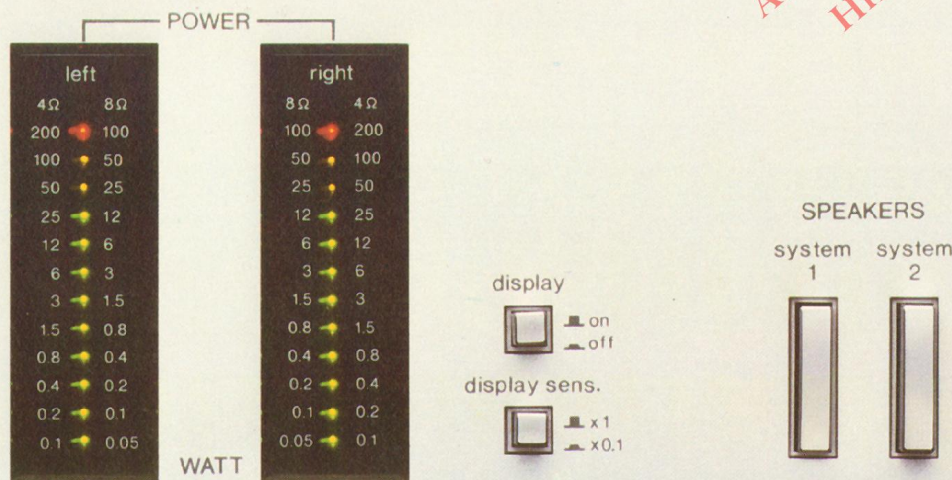 POWER
left
4Ω 8Ω
200 100
100 50
50 25
25 12
12 6
6 3
3 1.5
1.5 0.8
0.8 0.4
0.4 0.2
0.2 0.1
0.1 0.05
WATT
right
8Ω 4Ω
100 200
50 100
25 50
12 25
6 12
3 6
1.5 3
0.8 1.5
0.4 0.8
0.2 0.4
0.1 0.2
0.05 0.1
display
on
off
display sens.
x1
x0.1
SPEAKERS
system system
1 2